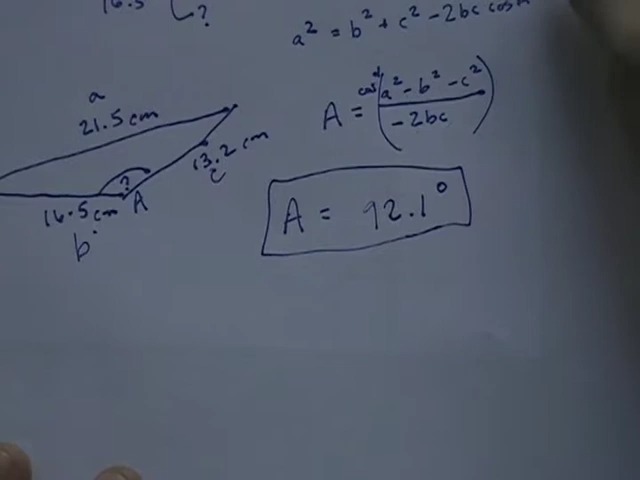 16.5
?
a² = b² + c² - 2bc cos A
a
21.5 cm
A = cos⁻¹((a² - b² - c²)/(-2bc))
13.2 cm
c
?
16.5 cm A
b
A = 92.1°